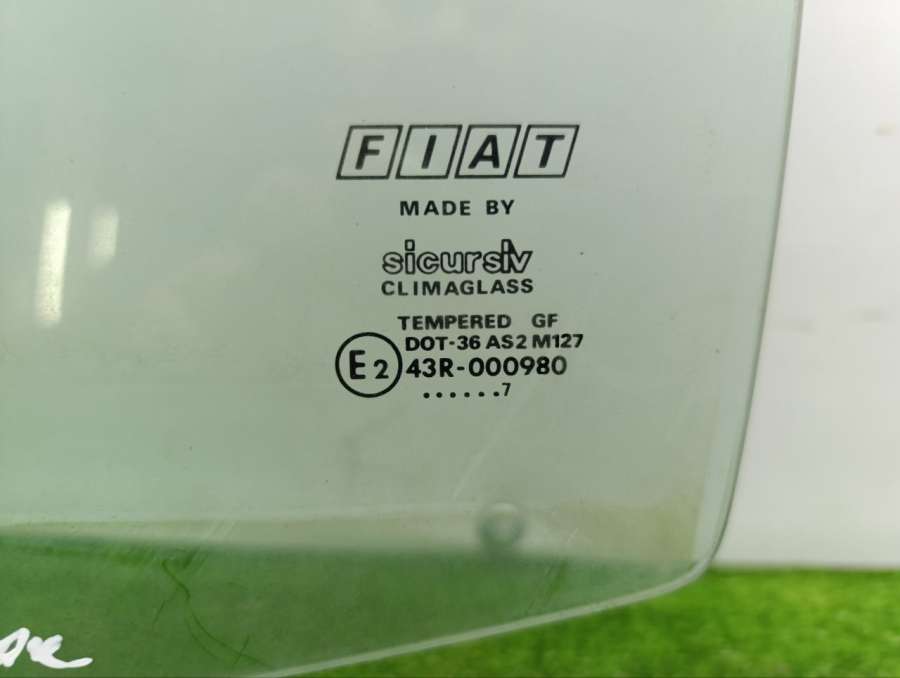 FIAT
MADE BY
sicursiv
CLIMAGLASS
TEMPERED GF
DOT-36 AS2 M127
E2 43R-000980
......7